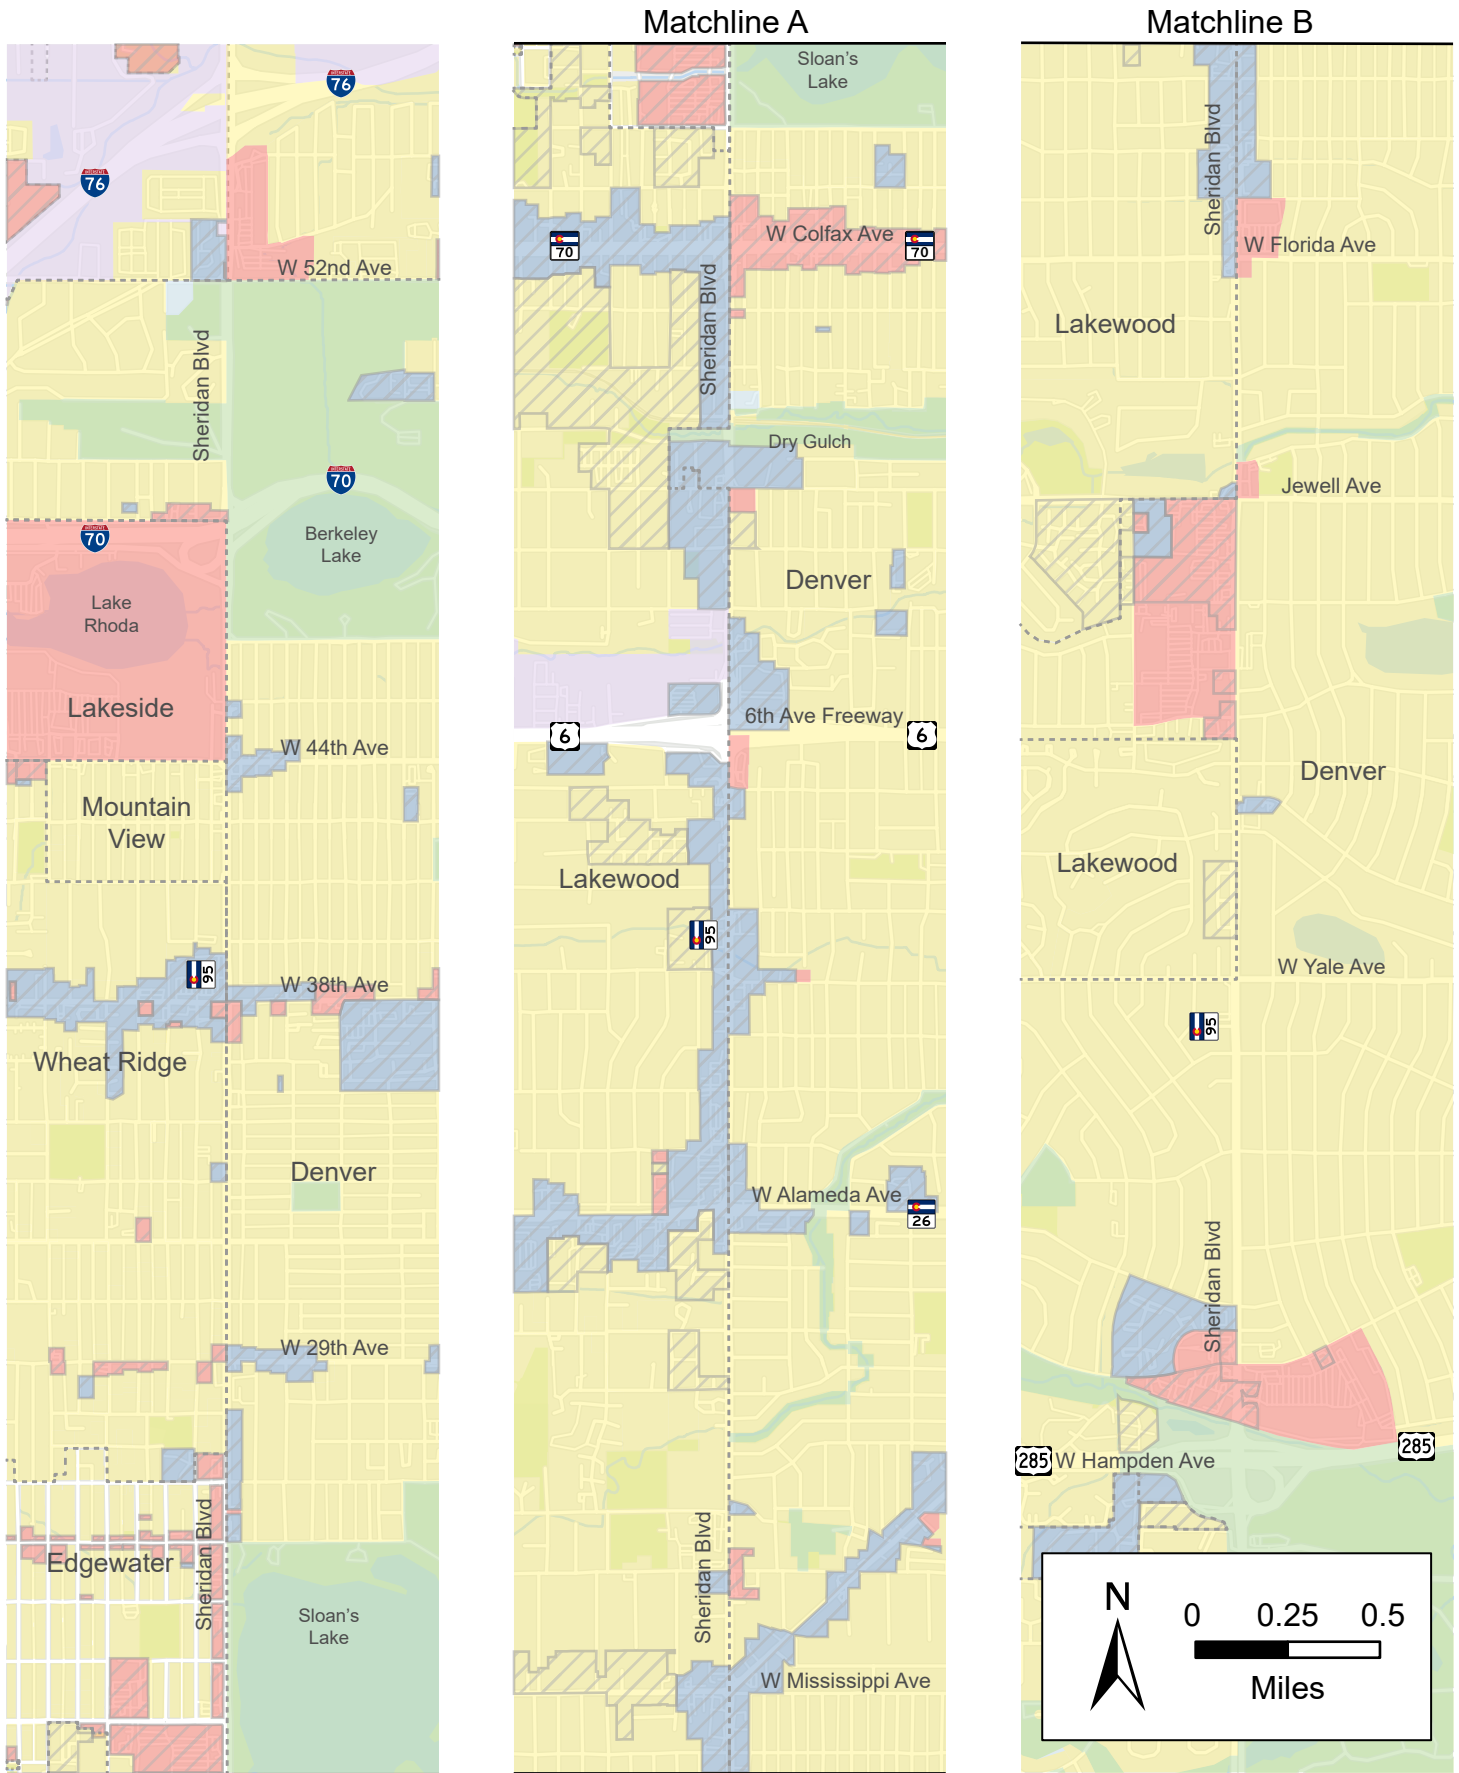 Matchline A
Matchline B
76
76
W 52nd Ave
Sheridan Blvd
70
70
Berkeley
Lake
Lake
Rhoda
Lakeside
W 44th Ave
Mountain
View
95
W 38th Ave
Wheat Ridge
Denver
W 29th Ave
Edgewater
Sheridan Blvd
Sloan's
Lake
Sloan's
Lake
W Colfax Ave
70
70
Sheridan Blvd
Dry Gulch
Denver
6th Ave Freeway
6
6
Lakewood
95
W Alameda Ave
26
Sheridan Blvd
W Mississippi Ave
Sheridan Blvd
W Florida Ave
Lakewood
Jewell Ave
Denver
Lakewood
W Yale Ave
95
Sheridan Blvd
285
285
W Hampden Ave
N
0 0.25 0.5
Miles